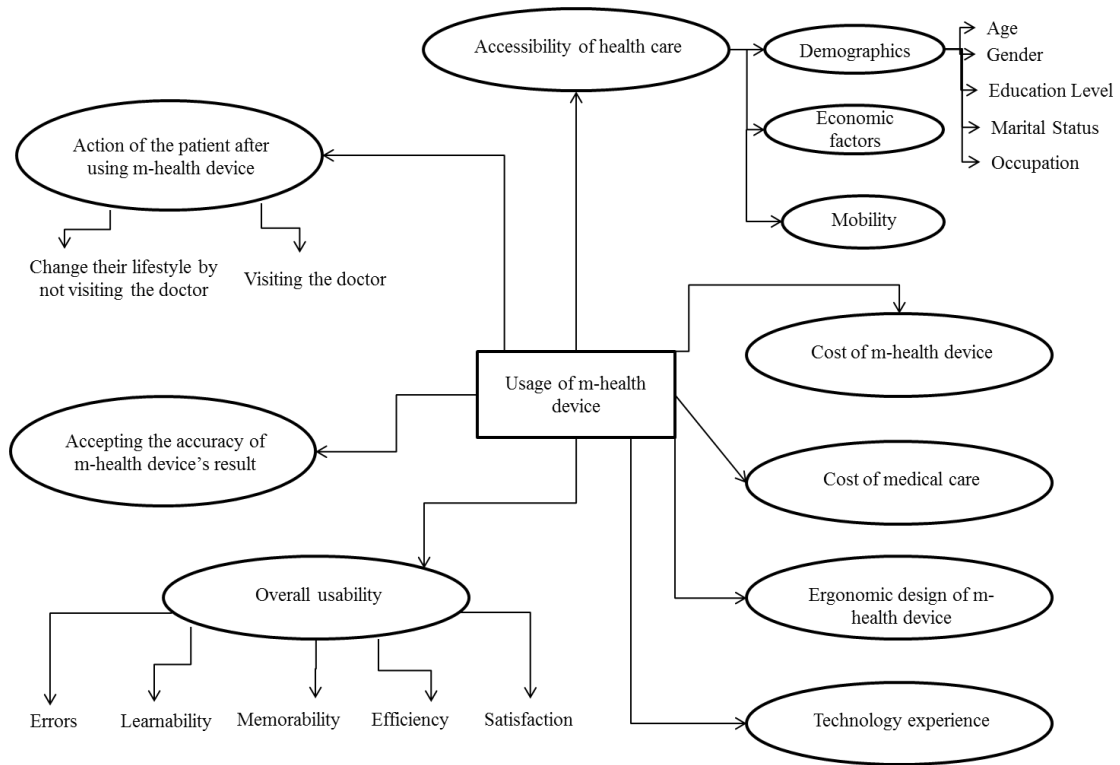 Accessibility of health care
Demographics
Age
Gender
Education Level
Marital Status
Occupation
Economic
factors
Mobility
Action of the patient after
using m-health device
Change their lifestyle by
not visiting the doctor
Visiting the doctor
Usage of m-health
device
Cost of m-health device
Accepting the accuracy of
m-health device's result
Cost of medical care
Overall usability
Ergonomic design of m-
health device
Errors
Learnability
Memorability
Efficiency
Satisfaction
Technology experience